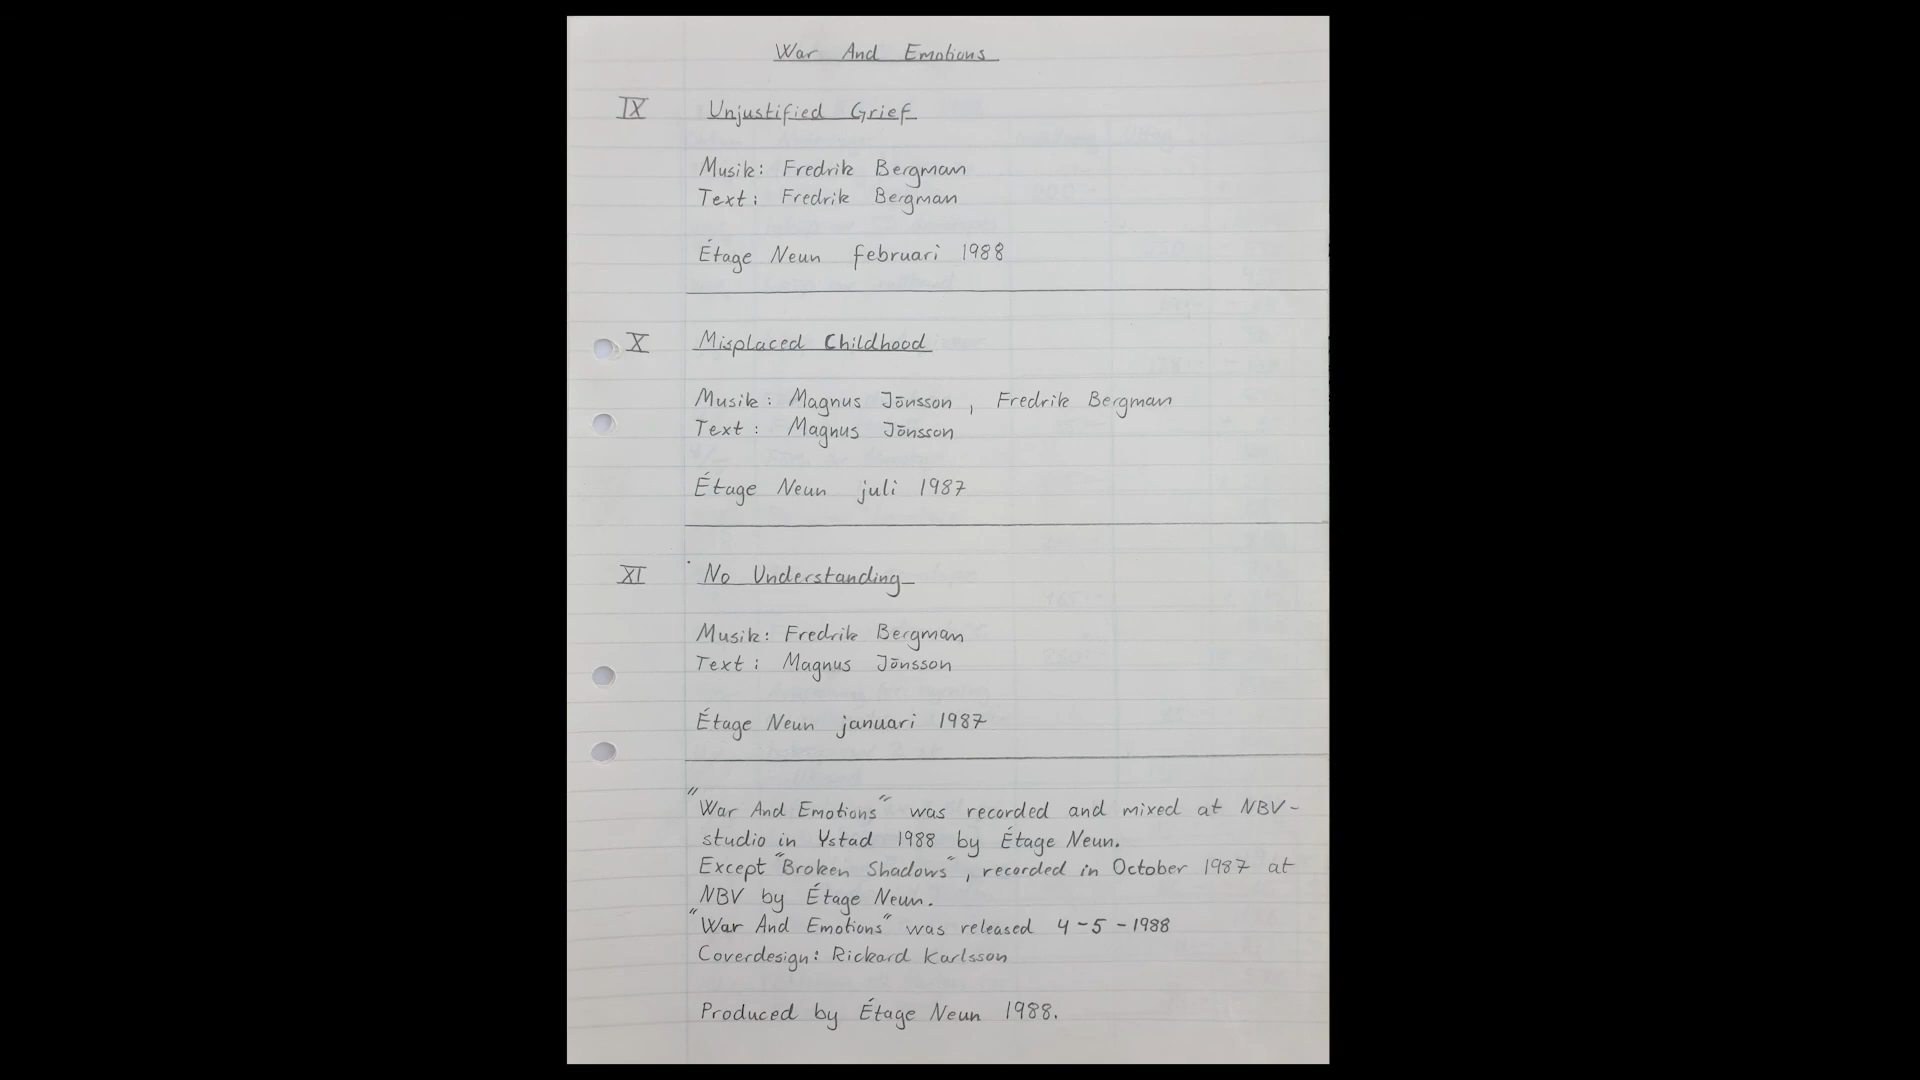 War And Emotions
IX Unjustified Grief
Musik: Fredrik Bergman
Text: Fredrik Bergman
Étage Neun februari 1988
X Misplaced Childhood
Musik: Magnus Jōnsson, Fredrik Bergman
Text: Magnus Jōnsson
Étage Neun juli 1987
XI No Understanding
Musik: Fredrik Bergman
Text: Magnus Jōnsson
Étage Neun januari 1987
"War And Emotions" was recorded and mixed at NBV-
studio in Ystad 1988 by Étage Neun.
Except "Broken Shadows", recorded in October 1987 at
NBV by Étage Neun.
"War And Emotions" was released 4-5-1988
Coverdesign: Rickard Karlsson
Produced by Étage Neun 1988.